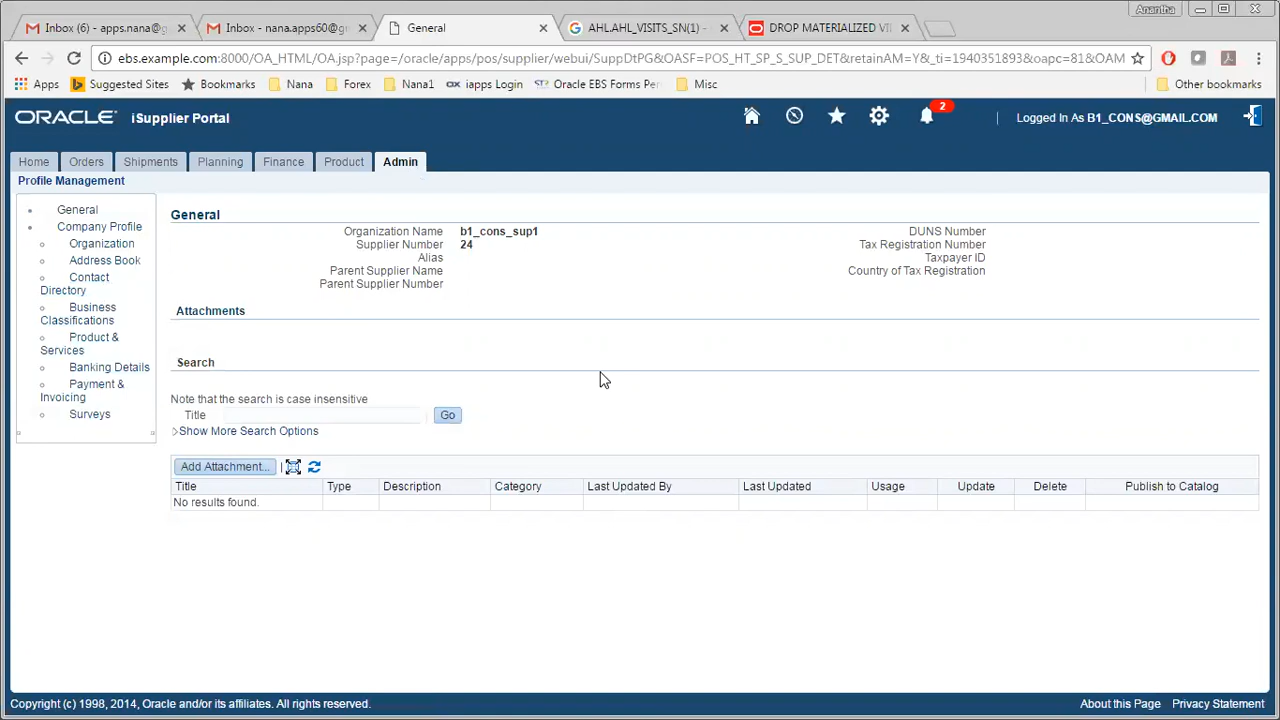 Anantha
Inbox (6) - apps.nana@g
Inbox - nana.apps60@g
General
AHL.AHL_VISITS_SN(1) -
DROP MATERIALIZED VI
ebs.example.com:8000/OA_HTML/OA.jsp?page=/oracle/apps/pos/supplier/webui/SuppDtPG&OASF=POS_HT_SP_S_SUP_DET&retainAM=Y&_ti=1940351893&oapc=81&OAM
Apps Suggested Sites Bookmarks Nana Forex Nana1 iapps Login Oracle EBS Forms Per Misc Other bookmarks
ORACLE iSupplier Portal
2
Logged In As B1_CONS@GMAIL.COM
Home Orders Shipments Planning Finance Product Admin
Profile Management
General
Company Profile
Organization
Address Book
Contact
Directory
Business
Classifications
Product &
Services
Banking Details
Payment &
Invoicing
Surveys
General
Organization Name b1_cons_sup1
Supplier Number 24
Alias
Parent Supplier Name
Parent Supplier Number
DUNS Number
Tax Registration Number
Taxpayer ID
Country of Tax Registration
Attachments
Search
Note that the search is case insensitive
Title Go
Show More Search Options
Add Attachment...
Title Type Description Category Last Updated By Last Updated Usage Update Delete Publish to Catalog
No results found.
Copyright (c) 1998, 2014, Oracle and/or its affiliates. All rights reserved.
About this Page Privacy Statement